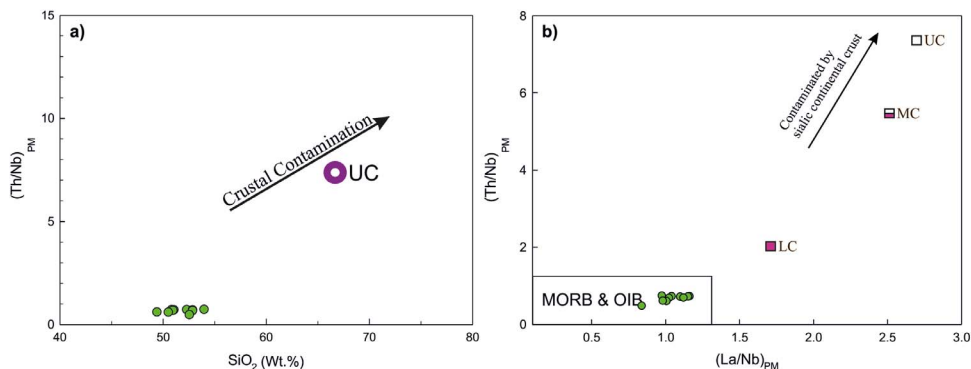 a)
15
10
5
0
(Th/Nb)PM
Crustal Contamination
UC
40
50
60
70
80
SiO2 (Wt.%)
b)
8
6
4
2
0
(Th/Nb)PM
Contaminated by
sialic continental crust
UC
MC
LC
MORB & OIB
0.5
1.0
1.5
2.0
2.5
3.0
(La/Nb)PM